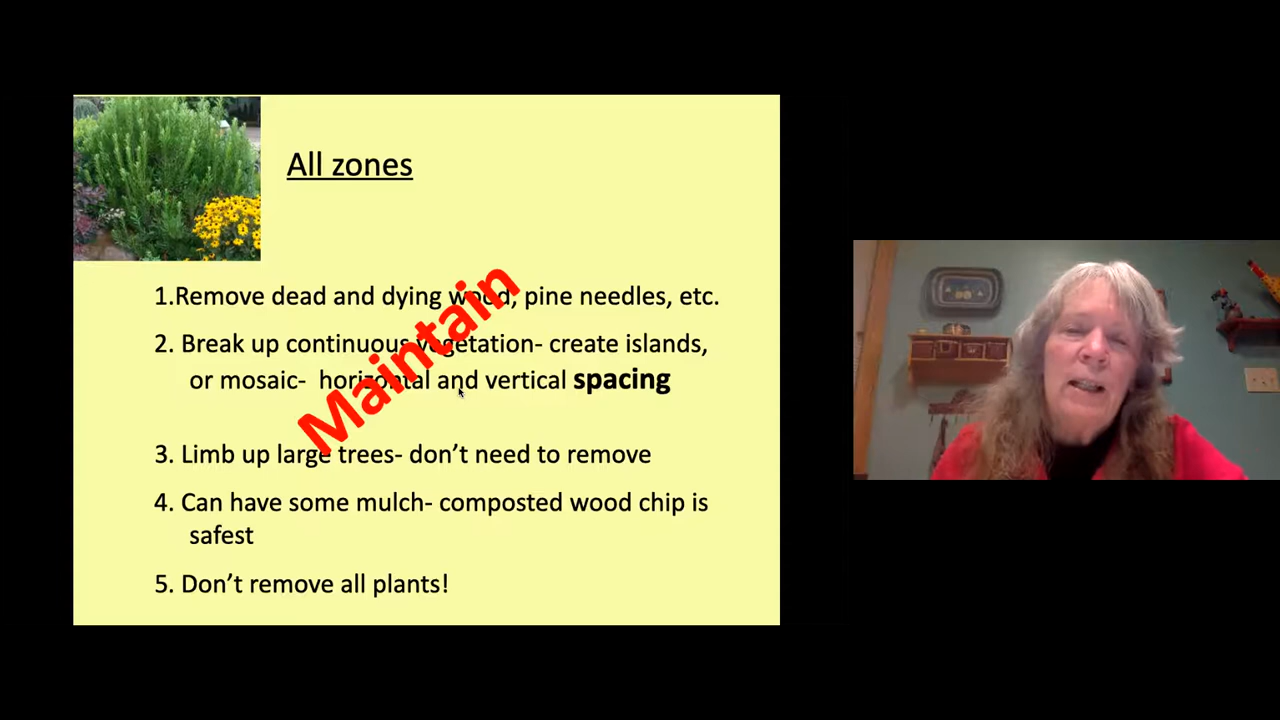 All zones
1.Remove dead and dying wood, pine needles, etc.
2. Break up continuous vegetation- create islands,
or mosaic- horizontal and vertical spacing
Maintain
3. Limb up large trees- don’t need to remove
4. Can have some mulch- composted wood chip is
safest
5. Don’t remove all plants!